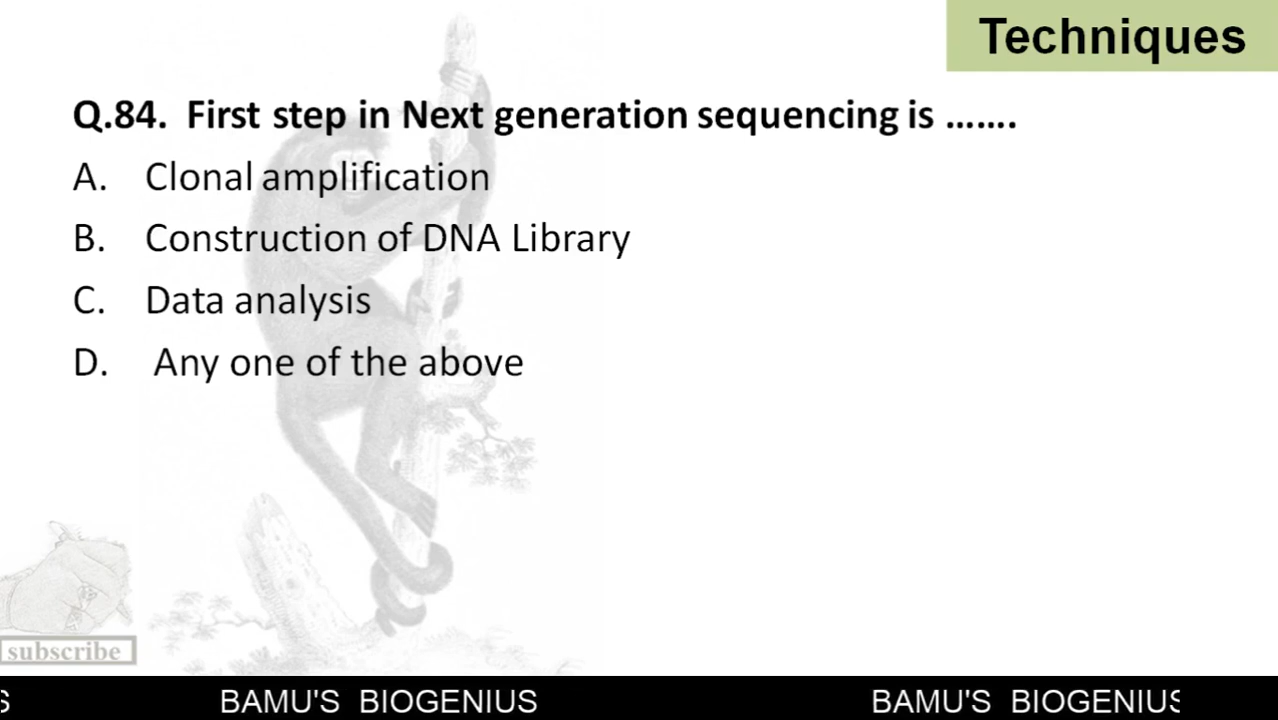 Techniques
Q.84. First step in Next generation sequencing is .......
A. Clonal amplification
B. Construction of DNA Library
C. Data analysis
D. Any one of the above
subscribe
S BAMU'S BIOGENIUS BAMU'S BIOGENIUS